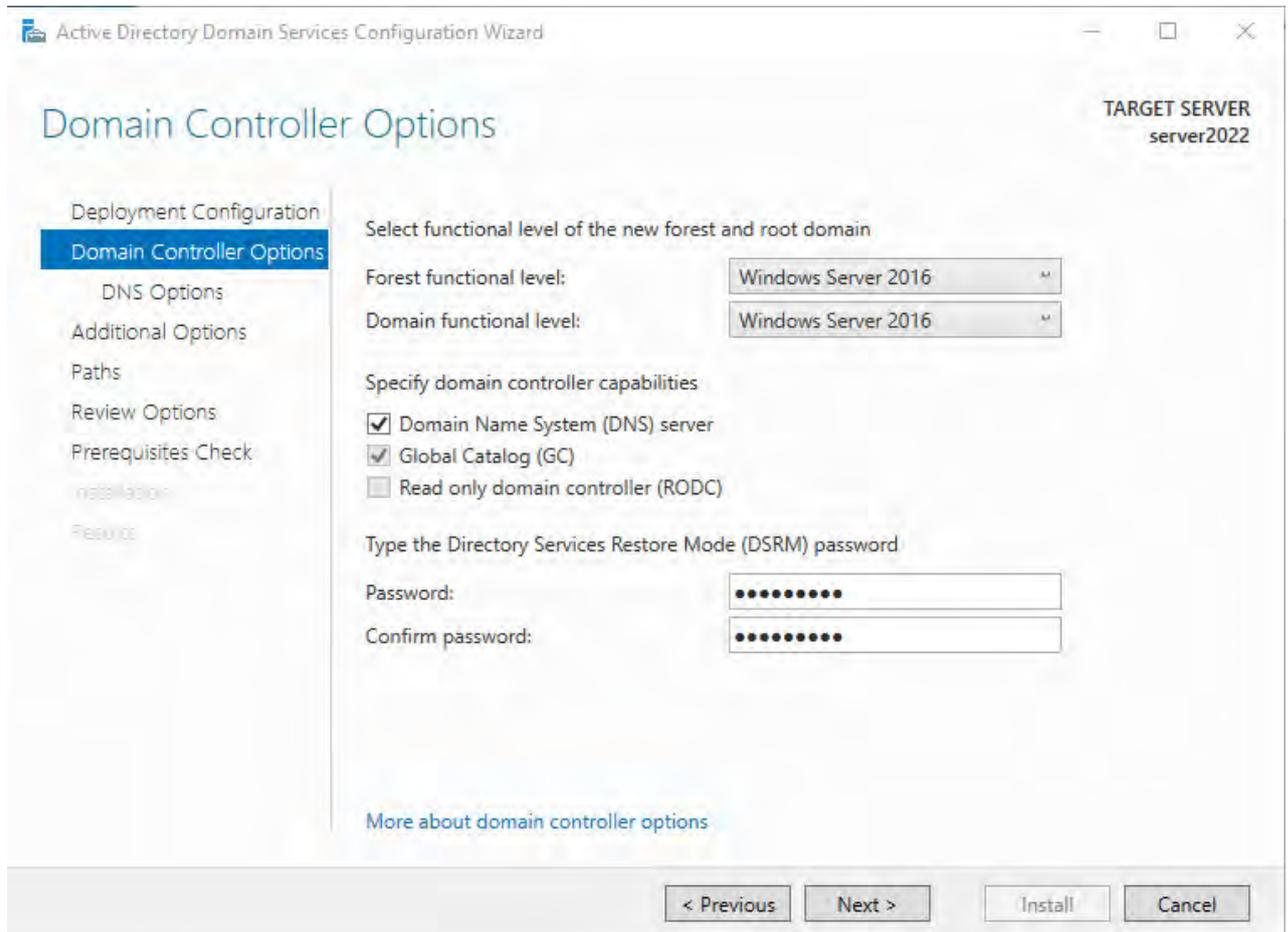 Active Directory Domain Services Configuration Wizard
Domain Controller Options
TARGET SERVER
server2022
Deployment Configuration
Domain Controller Options
DNS Options
Additional Options
Paths
Review Options
Prerequisites Check
Installation
Results
Select functional level of the new forest and root domain
Forest functional level: Windows Server 2016
Domain functional level: Windows Server 2016
Specify domain controller capabilities
Domain Name System (DNS) server
Global Catalog (GC)
Read only domain controller (RODC)
Type the Directory Services Restore Mode (DSRM) password
Password: •••••••••
Confirm password: •••••••••
More about domain controller options
< Previous Next > Install Cancel